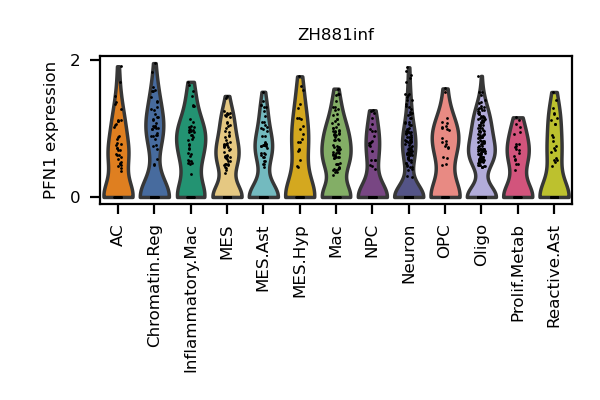 ZH881inf
PFN1 expression
2
0
AC
Chromatin.Reg
Inflammatory.Mac
MES
MES.Ast
MES.Hyp
Mac
NPC
Neuron
OPC
Oligo
Prolif.Metab
Reactive.Ast